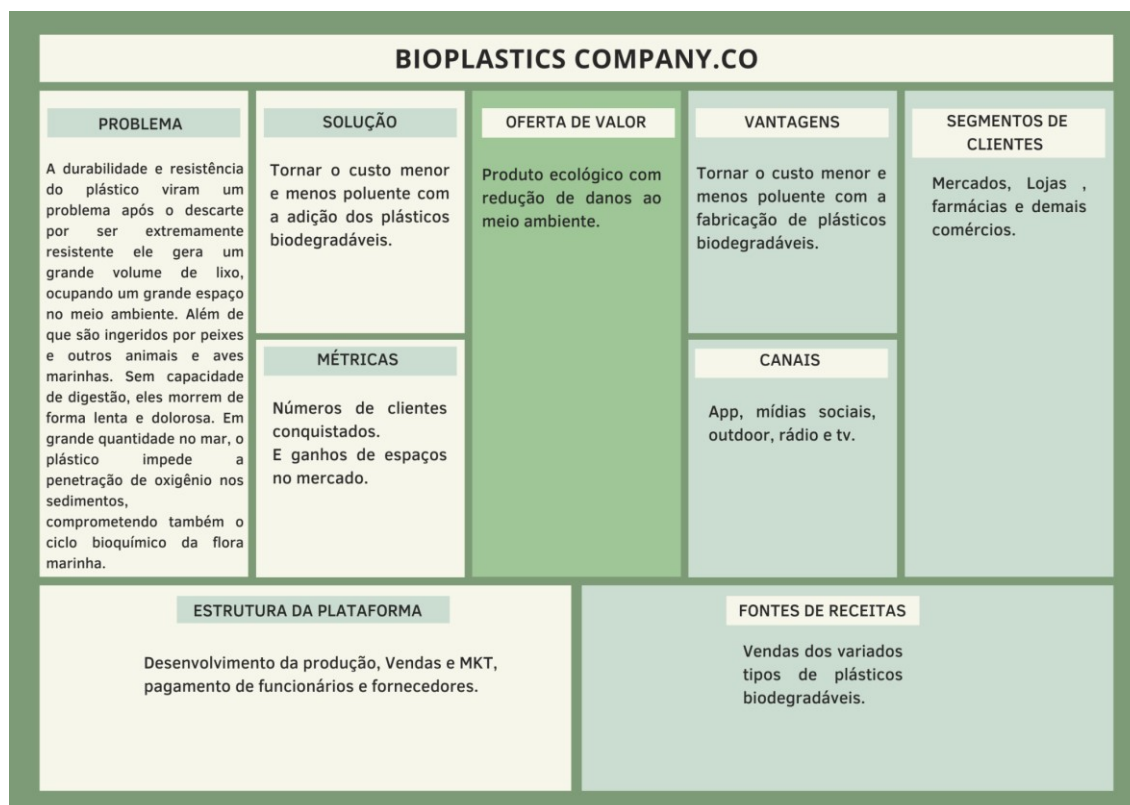 BIOPLASTICS COMPANY.CO
PROBLEMA
A durabilidade e resistência
do plástico viram um
problema após o descarte
por ser extremamente
resistente ele gera um
grande volume de lixo,
ocupando um grande espaço
no meio ambiente. Além de
que são ingeridos por peixes
e outros animais e aves
marinhas. Sem capacidade
de digestão, eles morrem de
forma lenta e dolorosa. Em
grande quantidade no mar, o
plástico impede a
penetração de oxigênio nos
sedimentos,
comprometendo também o
ciclo bioquímico da flora
marinha.
SOLUÇÃO
Tornar o custo menor
e menos poluente com
a adição dos plásticos
biodegradáveis.
MÉTRICAS
Números de clientes
conquistados.
E ganhos de espaços
no mercado.
OFERTA DE VALOR
Produto ecológico com
redução de danos ao
meio ambiente.
VANTAGENS
Tornar o custo menor e
menos poluente com a
fabricação de plásticos
biodegradáveis.
CANAIS
App, mídias sociais,
outdoor, rádio e tv.
SEGMENTOS DE
CLIENTES
Mercados, Lojas ,
farmácias e demais
comércios.
ESTRUTURA DA PLATAFORMA
Desenvolvimento da produção, Vendas e MKT,
pagamento de funcionários e fornecedores.
FONTES DE RECEITAS
Vendas dos variados
tipos de plásticos
biodegradáveis.